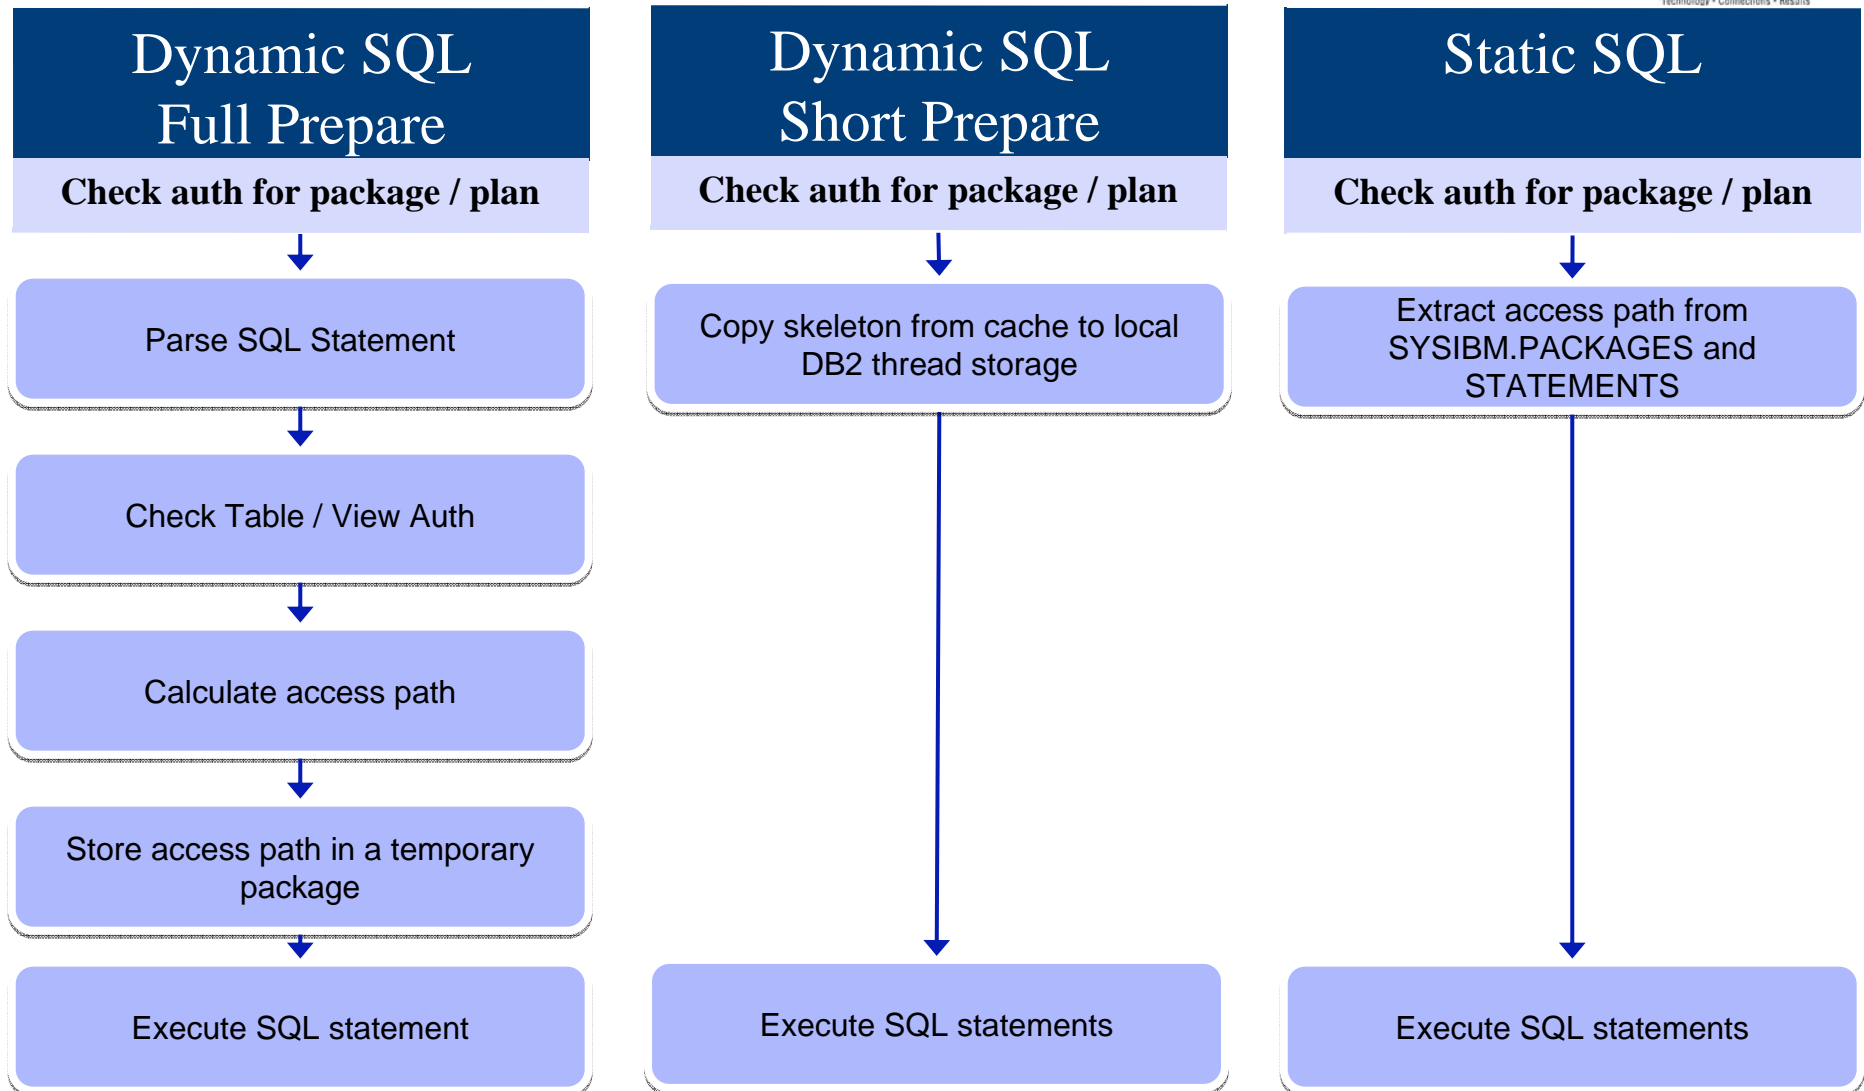 Technology · Connections · Results
Dynamic SQL
Full Prepare
Check auth for package / plan
Parse SQL Statement
Check Table / View Auth
Calculate access path
Store access path in a temporary
package
Execute SQL statement
Dynamic SQL
Short Prepare
Check auth for package / plan
Copy skeleton from cache to local
DB2 thread storage
Execute SQL statements
Static SQL
Check auth for package / plan
Extract access path from
SYSIBM.PACKAGES and
STATEMENTS
Execute SQL statements